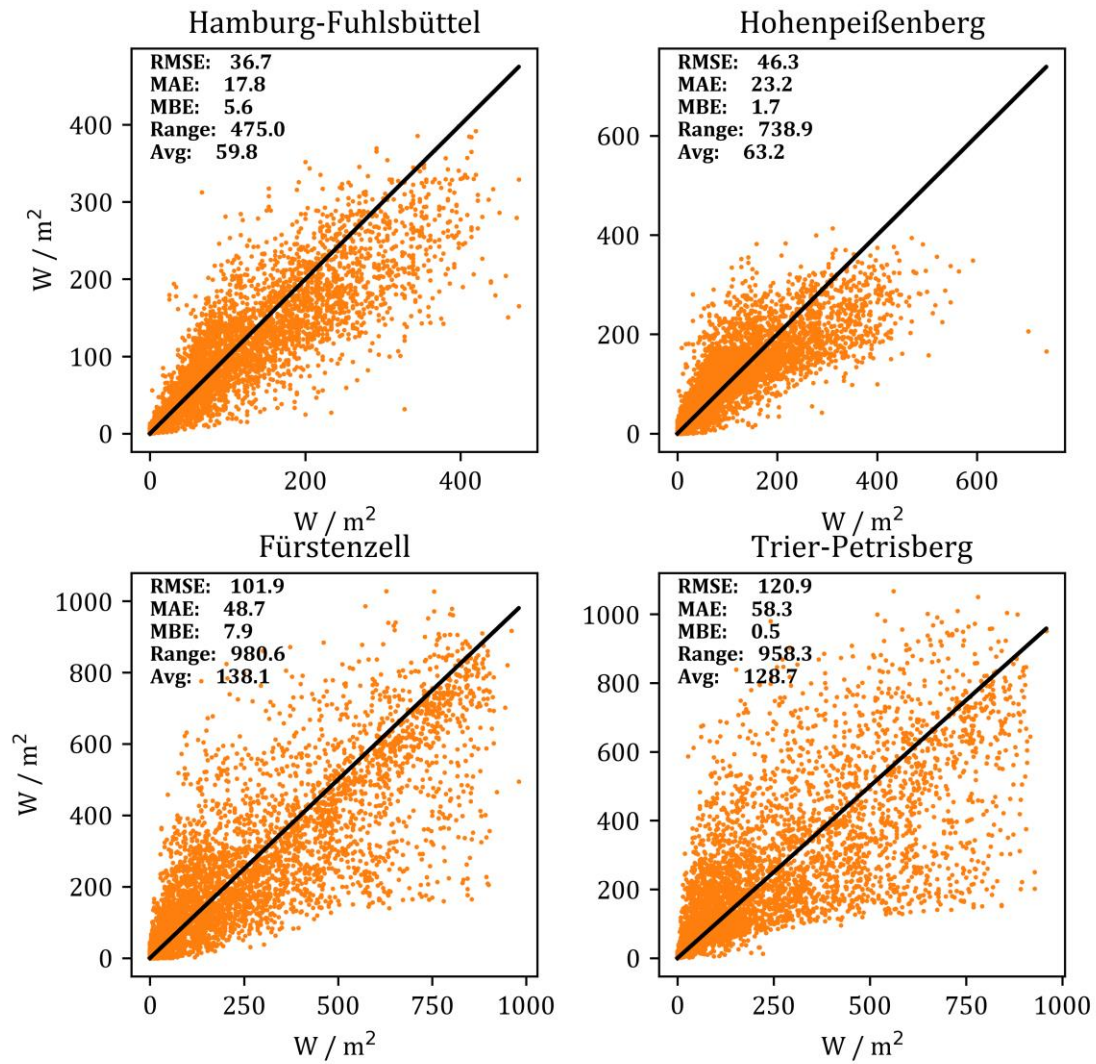 Hamburg-Fuhlsbüttel
RMSE: 36.7
MAE: 17.8
MBE: 5.6
Range: 475.0
Avg: 59.8
400
300
200
100
0
W / m²
0 200 400
W / m²
Hohenpeißenberg
RMSE: 46.3
MAE: 23.2
MBE: 1.7
Range: 738.9
Avg: 63.2
600
400
200
0
0 200 400 600
W / m²
Fürstenzell
RMSE: 101.9
MAE: 48.7
MBE: 7.9
Range: 980.6
Avg: 138.1
1000
800
600
400
200
0
W / m²
0 250 500 750 1000
W / m²
Trier-Petrisberg
RMSE: 120.9
MAE: 58.3
MBE: 0.5
Range: 958.3
Avg: 128.7
1000
800
600
400
200
0
0 250 500 750 1000
W / m²